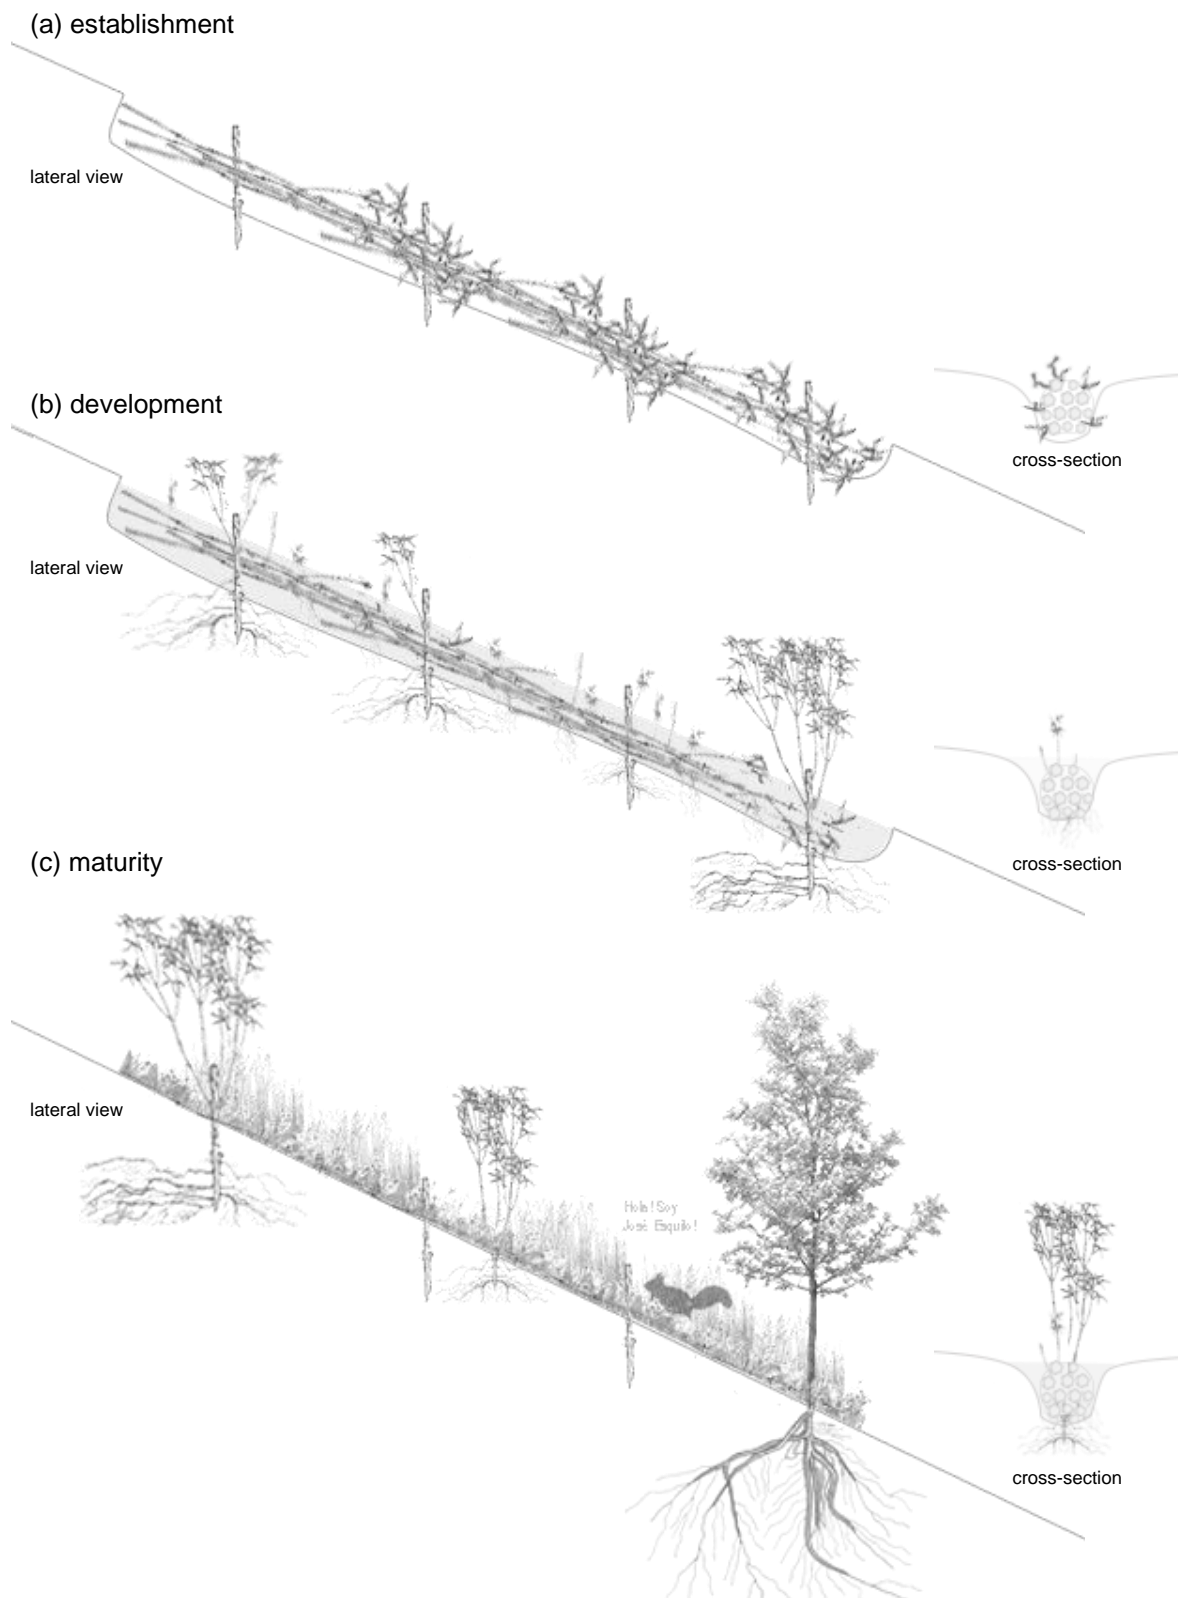 (a) establishment
lateral view
cross-section
(b) development
lateral view
cross-section
(c) maturity
lateral view
Hola! Soy
José Esquilo!
cross-section